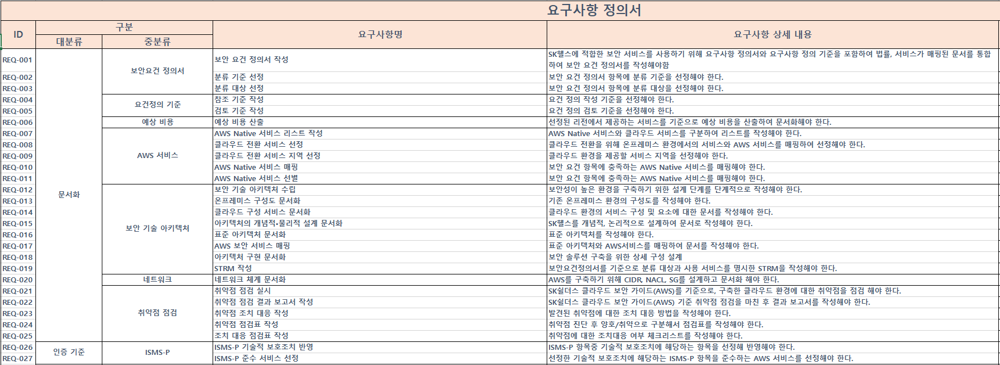 요구사항 정의서
ID
구분
요구사항명
요구사항 상세 내용
대분류
중분류
REQ-001
보안 요건 정의서 작성
SK헬스에 적합한 보안 서비스를 사용하기 위해 요구사항 정의서와 요구사항 정의 기준을 포함하여 법률, 서비스가 매핑된 문서를 통합
하여 보안 요건 정의서를 작성해야함
보안요건 정의서
REQ-002 분류 기준 선정 보안 요건 정의서 항목에 분류 기준을 선정해야 한다.
REQ-003 분류 대상 선정 보안 요건 정의서 항목에 분류 대상을 선정해야 한다.
REQ-004 참조 기준 작성 요건 정의 작성 기준을 선정해야 한다.
요건정의 기준
REQ-005 검토 기준 작성 요건 정의 검토 기준을 선정해야 한다.
REQ-006 예상 비용 예상 비용 산출 선정된 리전에서 제공하는 서비스를 기준으로 예상 비용을 산출하여 문서화해야 한다.
REQ-007 AWS Native 서비스 리스트 작성 AWS Native 서비스와 클라우드 서비스를 구분하여 리스트를 작성해야 한다.
REQ-008 클라우드 전환 서비스 선정 클라우드 전환을 위해 온프레미스 환경에서의 서비스와 AWS 서비스를 매핑하여 선정해야 한다.
REQ-009 AWS 서비스 클라우드 전환 서비스 지역 선정 클라우드 환경을 제공할 서비스 지역을 선정해야 한다.
REQ-010 AWS Native 서비스 매핑 보안 요건 항목에 충족하는 AWS Native 서비스를 매핑해야 한다.
REQ-011 AWS Native 서비스 선별 보안 요건 항목에 충족하는 AWS Native 서비스를 매핑해야 한다.
REQ-012 보안 기술 아키텍처 수립 보안성이 높은 환경을 구축하기 위한 설계 단계를 단계적으로 작성해야 한다.
문서화
REQ-013 온프레미스 구성도 문서화 기존 온프레미스 환경의 구성도를 작성해야 한다.
REQ-014 클라우드 구성 서비스 문서화 클라우드 환경의 서비스 구성 및 요소에 대한 문서를 작성해야 한다.
REQ-015 아키텍처의 개념적•물리적 설계 문서화 SK헬스를 개념적, 논리적으로 설계하여 문서로 작성해야 한다.
보안 기술 아키텍처
REQ-016 표준 아키텍처 문서화 표준 아키텍처를 작성해야 한다.
REQ-017 AWS 보안 서비스 매핑 표준 아키텍처와 AWS서비스를 매핑하여 문서를 작성해야 한다.
REQ-018 아키텍처 구현 문서화 보안 솔루션 구축을 위한 상세 구성 설계
REQ-019 STRM 작성 보안요건정의서를 기준으로 분류 대상과 사용 서비스를 명시한 STRM을 작성해야 한다.
REQ-020 네트워크 네트워크 체계 문서화 AWS를 구축하기 위해 CIDR, NACL, SG를 설계하고 문서화 해야 한다.
REQ-021 취약점 점검 실시 SK쉴더스 클라우드 보안 가이드(AWS)를 기준으로, 구축한 클라우드 환경에 대한 취약점을 점검 해야 한다.
REQ-022 취약점 점검 결과 보고서 작성 SK쉴더스 클라우드 보안 가이드(AWS) 기준 취약점 점검을 마친 후 결과 보고서를 작성해야 한다.
REQ-023 취약점 점검 취약점 조치 대응 작성 발견된 취약점에 대한 조치 대응 방법을 작성해야 한다.
REQ-024 취약점 점검표 작성 취약점 진단 후 양호/취약으로 구분해서 점검표를 작성해야 한다.
REQ-025 조치 대응 점검표 작성 취약점에 대한 조치대응 여부 체크리스트를 작성해야 한다.
REQ-026 ISMS-P 기술적 보호조치 반영 ISMS-P 항목중 기술적 보호조치에 해당하는 항목을 선정해 반영해야 한다.
인증 기준 ISMS-P
REQ-027 ISMS-P 준수 서비스 선정 선정한 기술적 보호조치에 해당하는 ISMS-P 항목을 준수하는 AWS 서비스를 선정해야 한다.